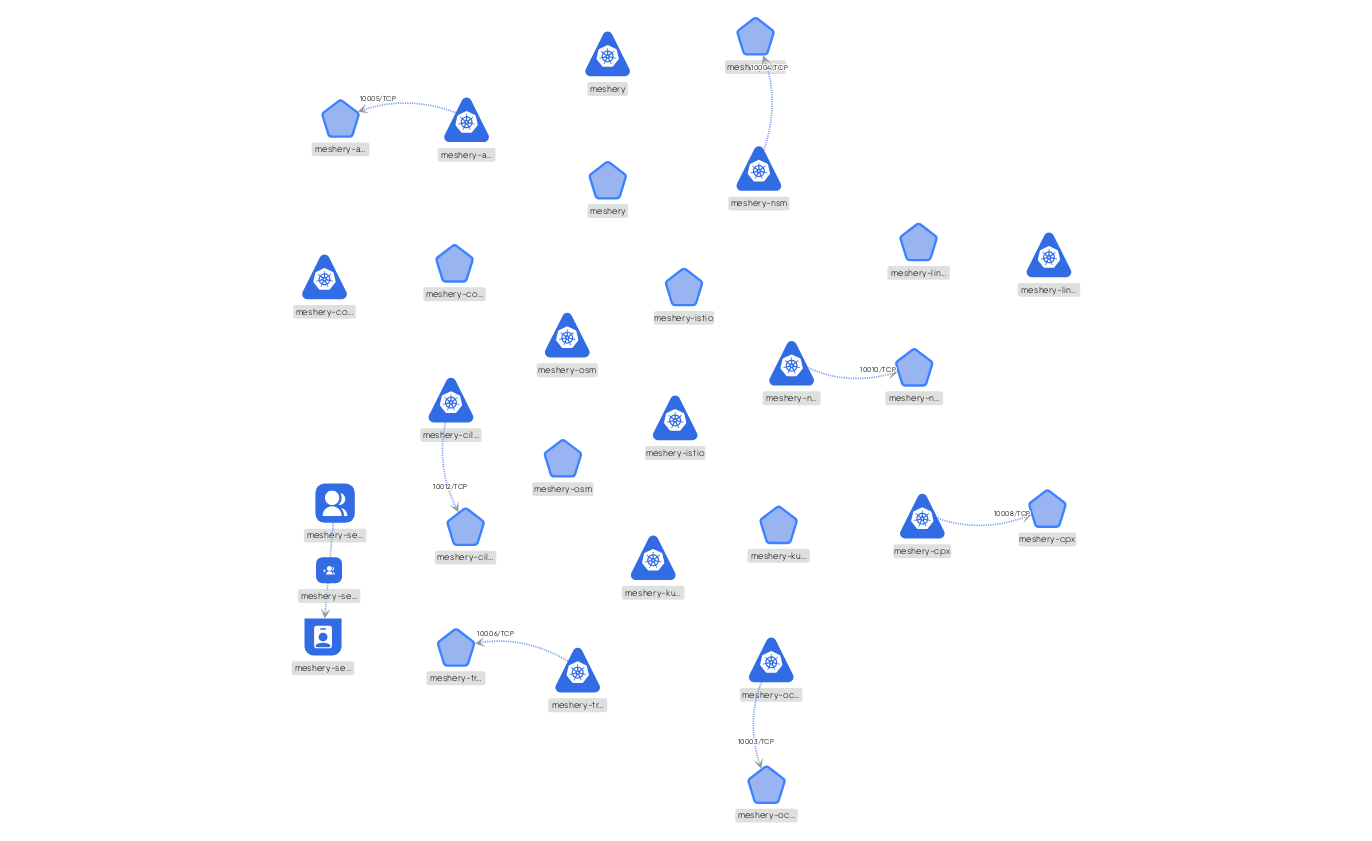 meshery
10005/TCP
meshery-a...
meshery-a...
10004/TCP
meshery-nsm
meshery
meshery-lin...
meshery-lin...
meshery-co...
meshery-co...
meshery-istio
meshery-osm
10010/TCP
meshery-n...
meshery-n...
meshery-cil...
meshery-istio
10012/TCP
meshery-osm
10008/TCP
meshery-se...
meshery-cil...
meshery-ku...
meshery-cpx
meshery-cpx
meshery-se...
meshery-ku...
10006/TCP
meshery-se...
meshery-tr...
meshery-tr...
meshery-oc...
10003/TCP
meshery-oc...